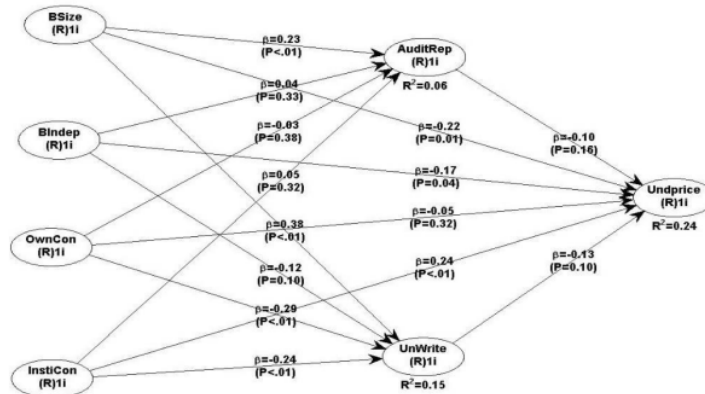 BSize
(R)1i
β=0.23
(P<.01)
AuditRep
(R)1i
R²=0.06
β=0.04
(P=0.33)
BIndep
(R)1i
β=-0.03
(P=0.38)
β=-0.22
(P=0.01)
β=-0.10
(P=0.16)
β=0.05
(P=0.32)
β=-0.17
(P=0.04)
Undprice
(R)1i
R²=0.24
OwnCon
(R)1i
β=0.38
(P<.01)
β=-0.05
(P=0.32)
β=-0.12
(P=0.10)
β=0.24
(P<.01)
β=-0.13
(P=0.10)
β=-0.29
(P<.01)
InstiCon
(R)1i
β=-0.24
(P<.01)
UnWrite
(R)1i
R²=0.15